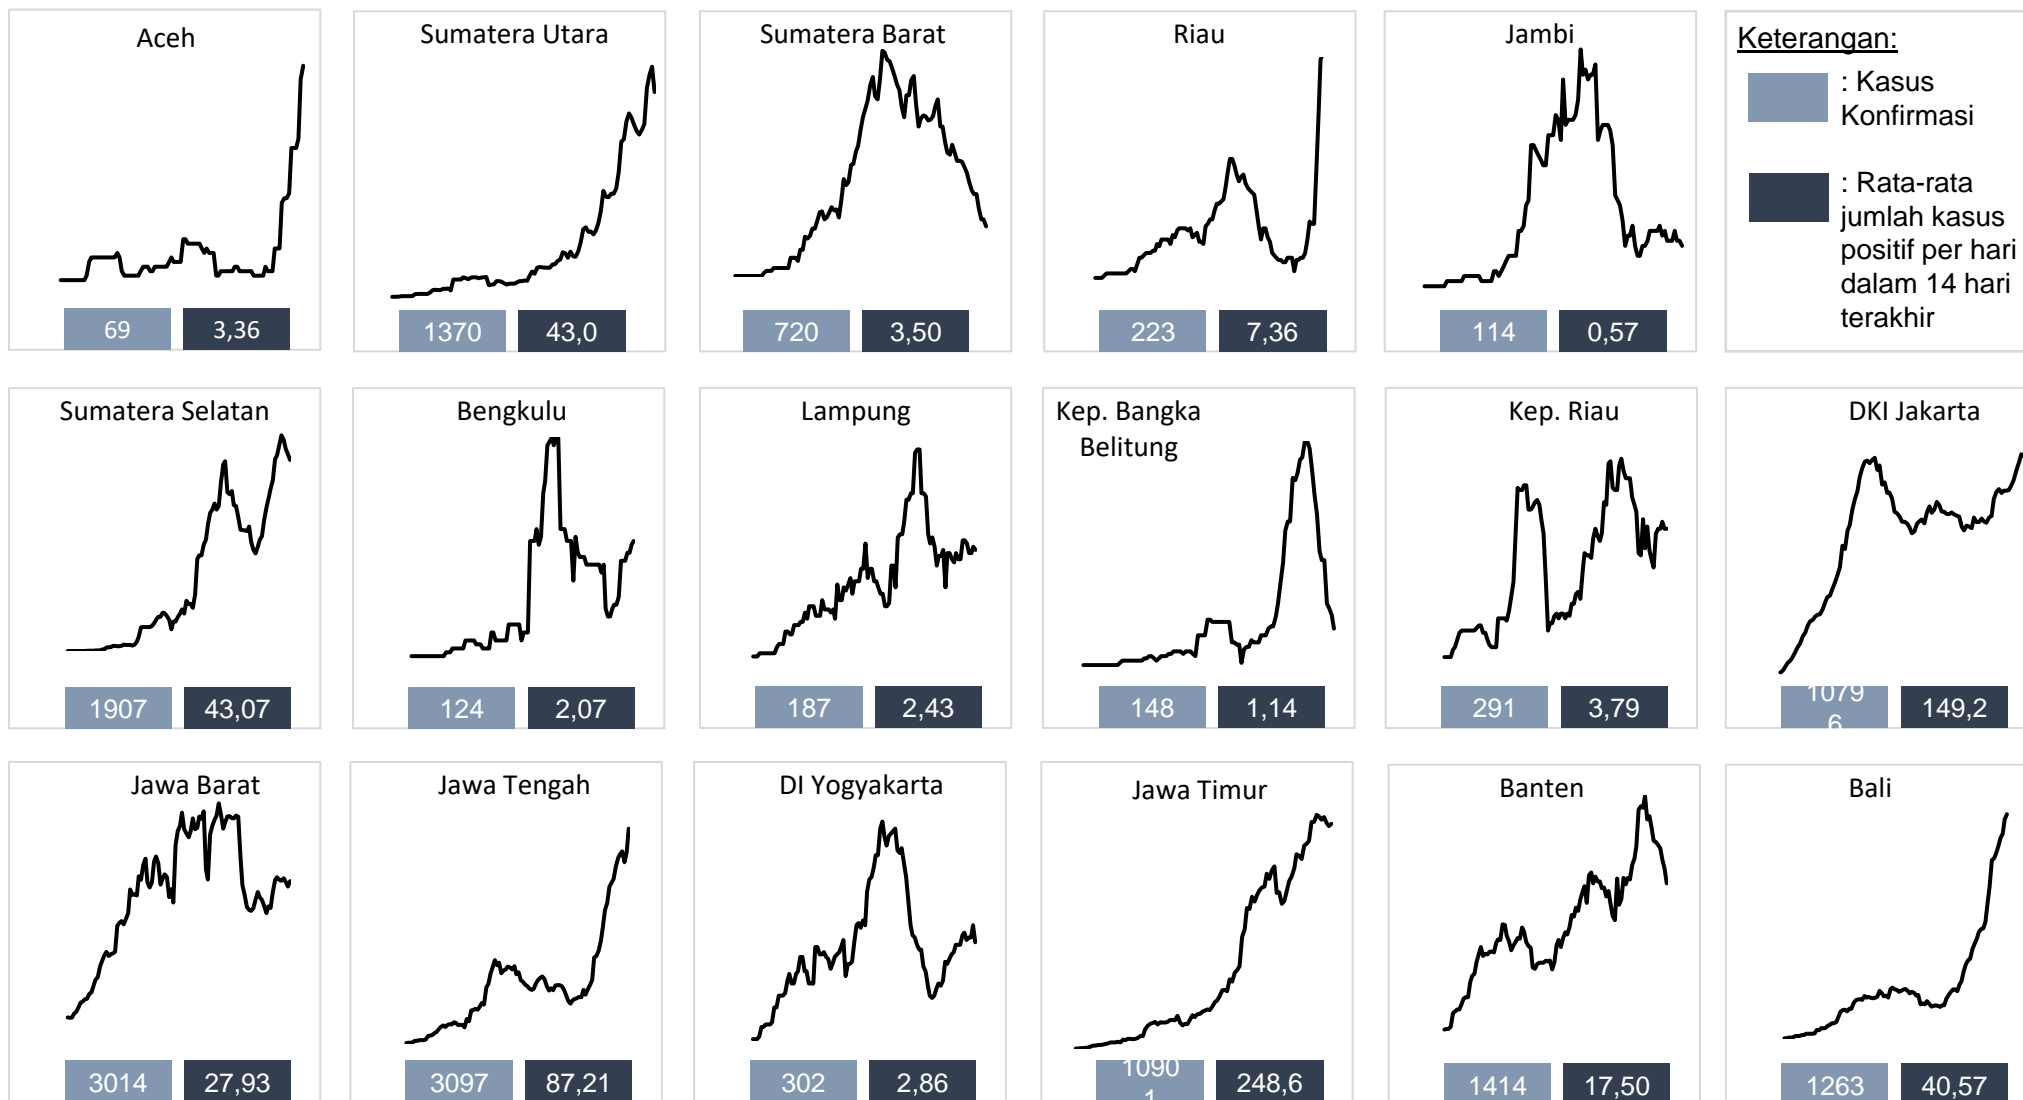 Aceh
69
3,36
Sumatera Utara
1370
43,0
Sumatera Barat
720
3,50
Riau
223
7,36
Jambi
114
0,57
Keterangan:
: Kasus
Konfirmasi
: Rata-rata
jumlah kasus
positif per hari
dalam 14 hari
terakhir
Sumatera Selatan
1907
43,07
Bengkulu
124
2,07
Lampung
187
2,43
Kep. Bangka
Belitung
148
1,14
Kep. Riau
291
3,79
DKI Jakarta
1079
6
149,2
Jawa Barat
3014
27,93
Jawa Tengah
3097
87,21
DI Yogyakarta
302
2,86
Jawa Timur
1090
1
248,6
Banten
1414
17,50
Bali
1263
40,57